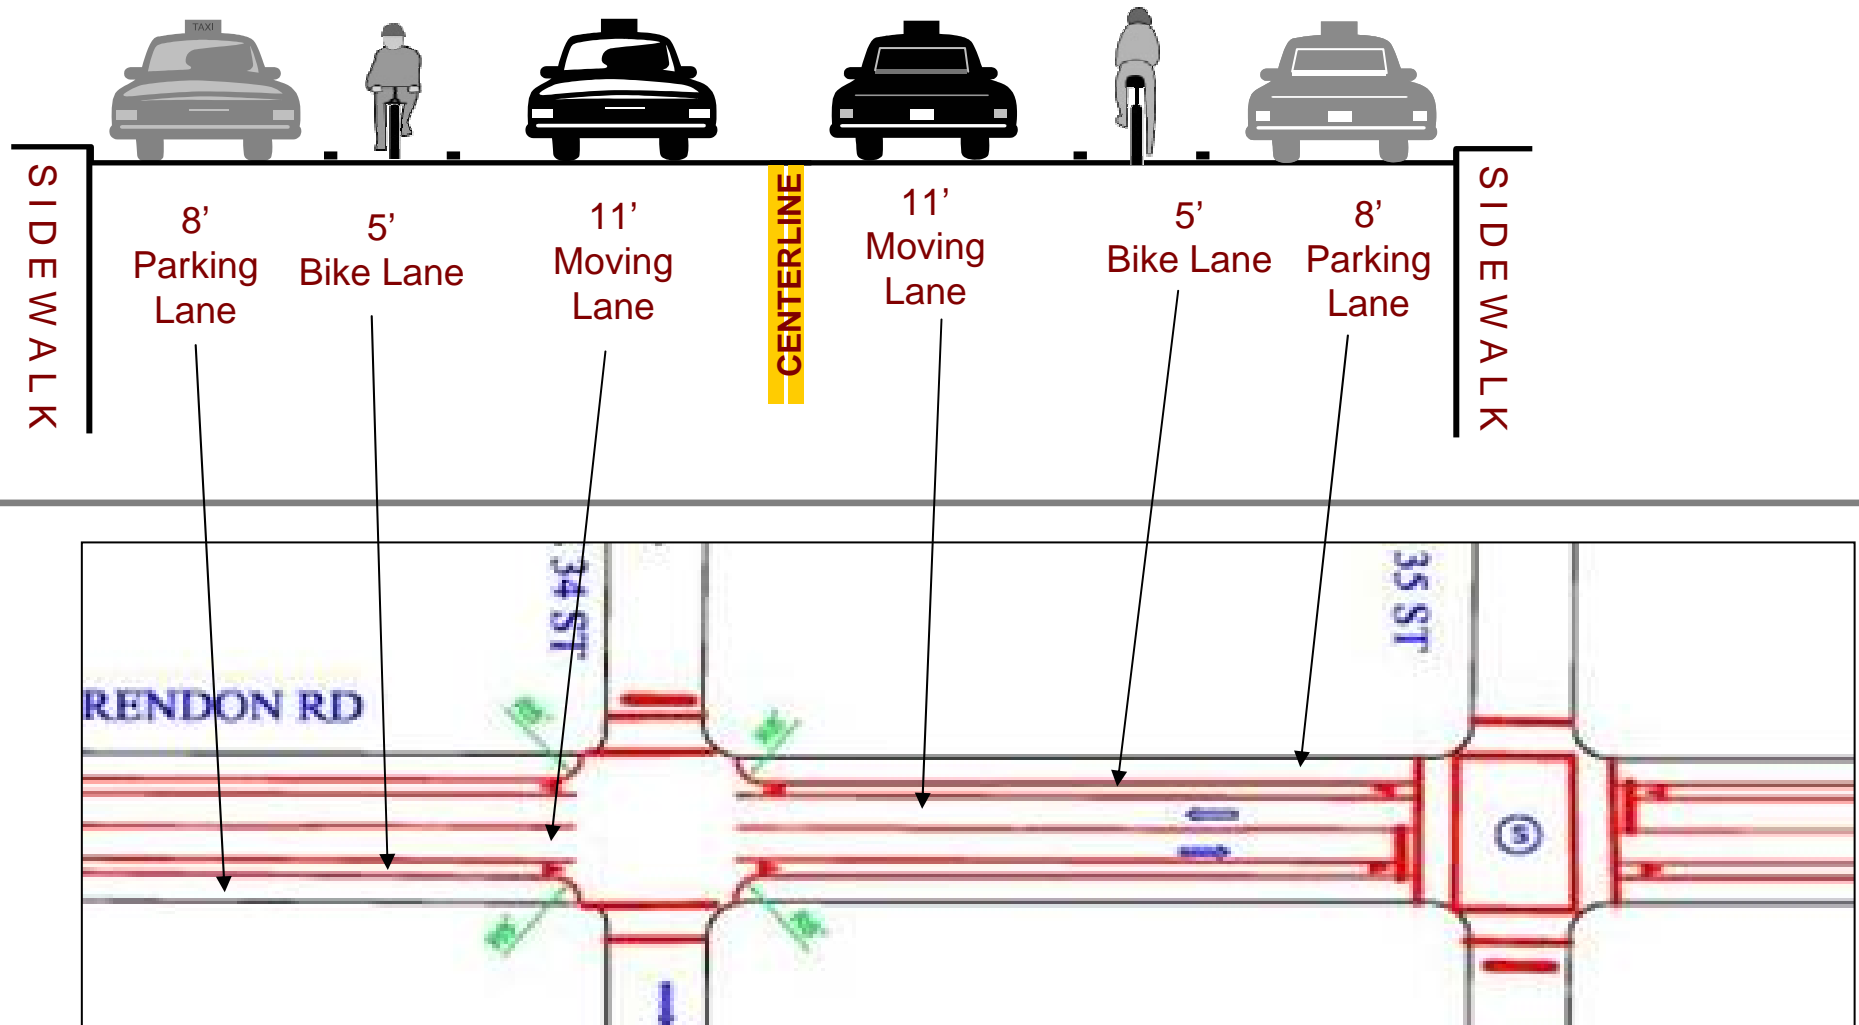 TAXI
SIDEWALK
8’
Parking
Lane
5’
Bike Lane
11’
Moving
Lane
CENTERLINE
11’
Moving
Lane
5’
Bike Lane
8’
Parking
Lane
SIDEWALK
34 ST
35 ST
RENDON RD
S